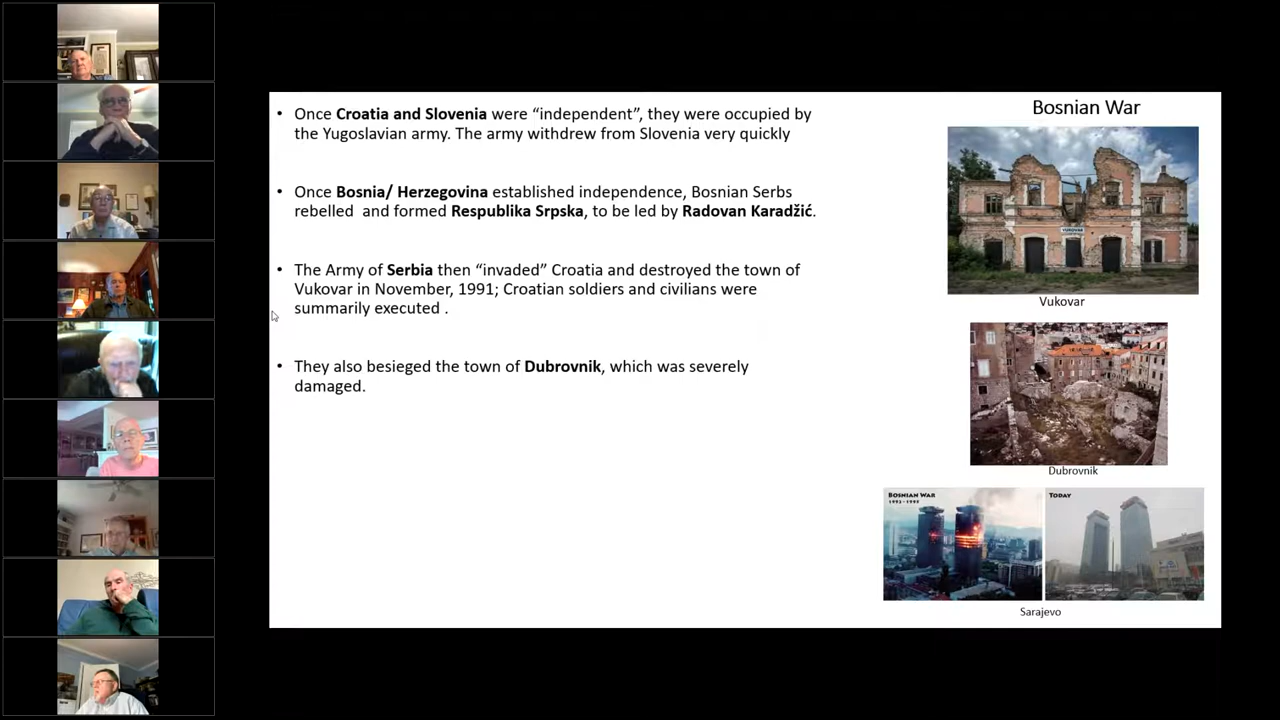 Bosnian War
• Once Croatia and Slovenia were “independent”, they were occupied by
the Yugoslavian army. The army withdrew from Slovenia very quickly
• Once Bosnia/ Herzegovina established independence, Bosnian Serbs
rebelled and formed Respublika Srpska, to be led by Radovan Karadžić.
• The Army of Serbia then “invaded” Croatia and destroyed the town of
Vukovar in November, 1991; Croatian soldiers and civilians were
summarily executed .
• They also besieged the town of Dubrovnik, which was severely
damaged.
VUKOVAR
Vukovar
Dubrovnik
BOSNIAN WAR
1992-1995
TODAY
Sarajevo